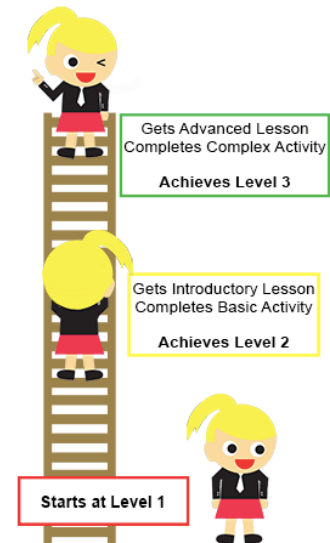 Gets Advanced Lesson
Completes Complex Activity
Achieves Level 3
Gets Introductory Lesson
Completes Basic Activity
Achieves Level 2
Starts at Level 1